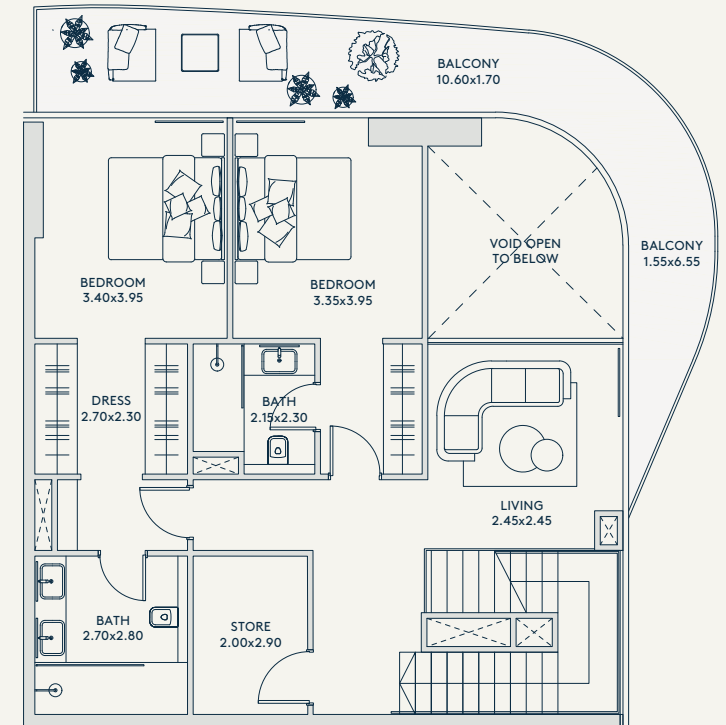 BALCONY
10.60x1.70
VOID OPEN
TO BELOW
BALCONY
1.55x6.55
BEDROOM
3.40x3.95
BEDROOM
3.35x3.95
DRESS
2.70x2.30
BATH
2.15x2.30
LIVING
2.45x2.45
BATH
2.70x2.80
STORE
2.00x2.90